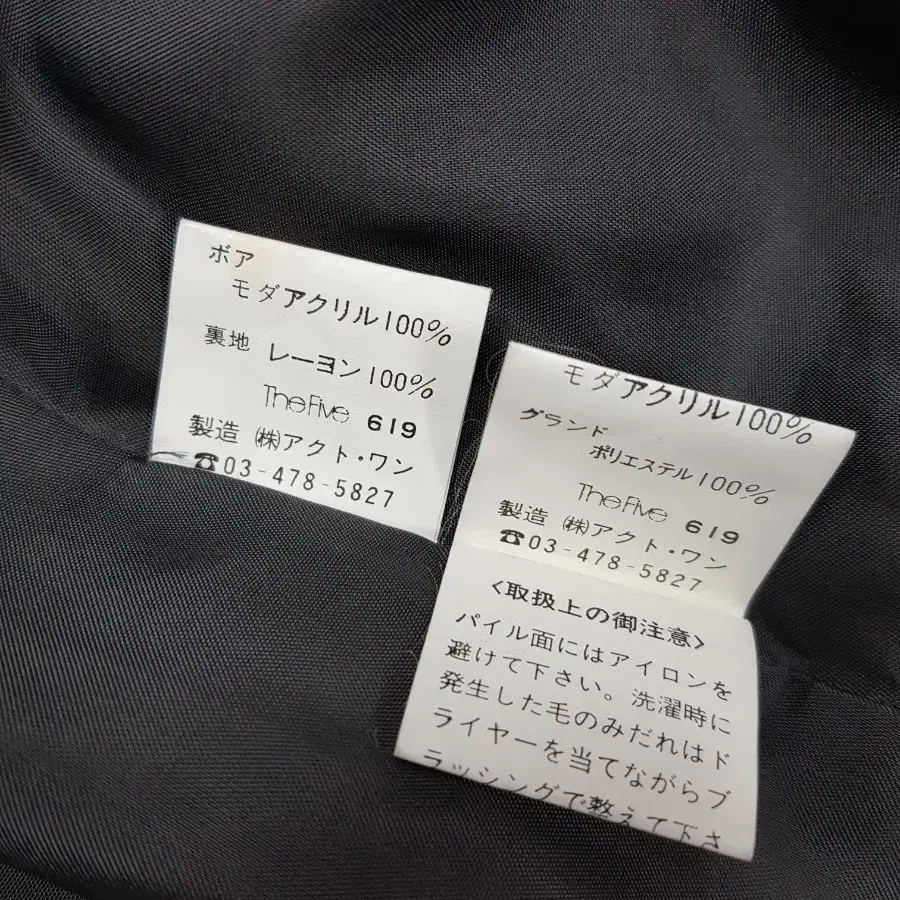 ボア
モダアクリル100%
裏地 レーヨン100%
The Five 619
製造 ㈱アクト・ワン
☎03-478-5827
モダアクリル100%
グランド
ポリエステル100%
The Five 619
製造 ㈱アクト・ワン
☎03-478-5827
〈取扱上の御注意〉
パイル面にはアイロンを
避けて下さい。洗濯時に
発生した毛のみだれはド
ライヤーを当てながらブ
ラッシングで整えて下さ